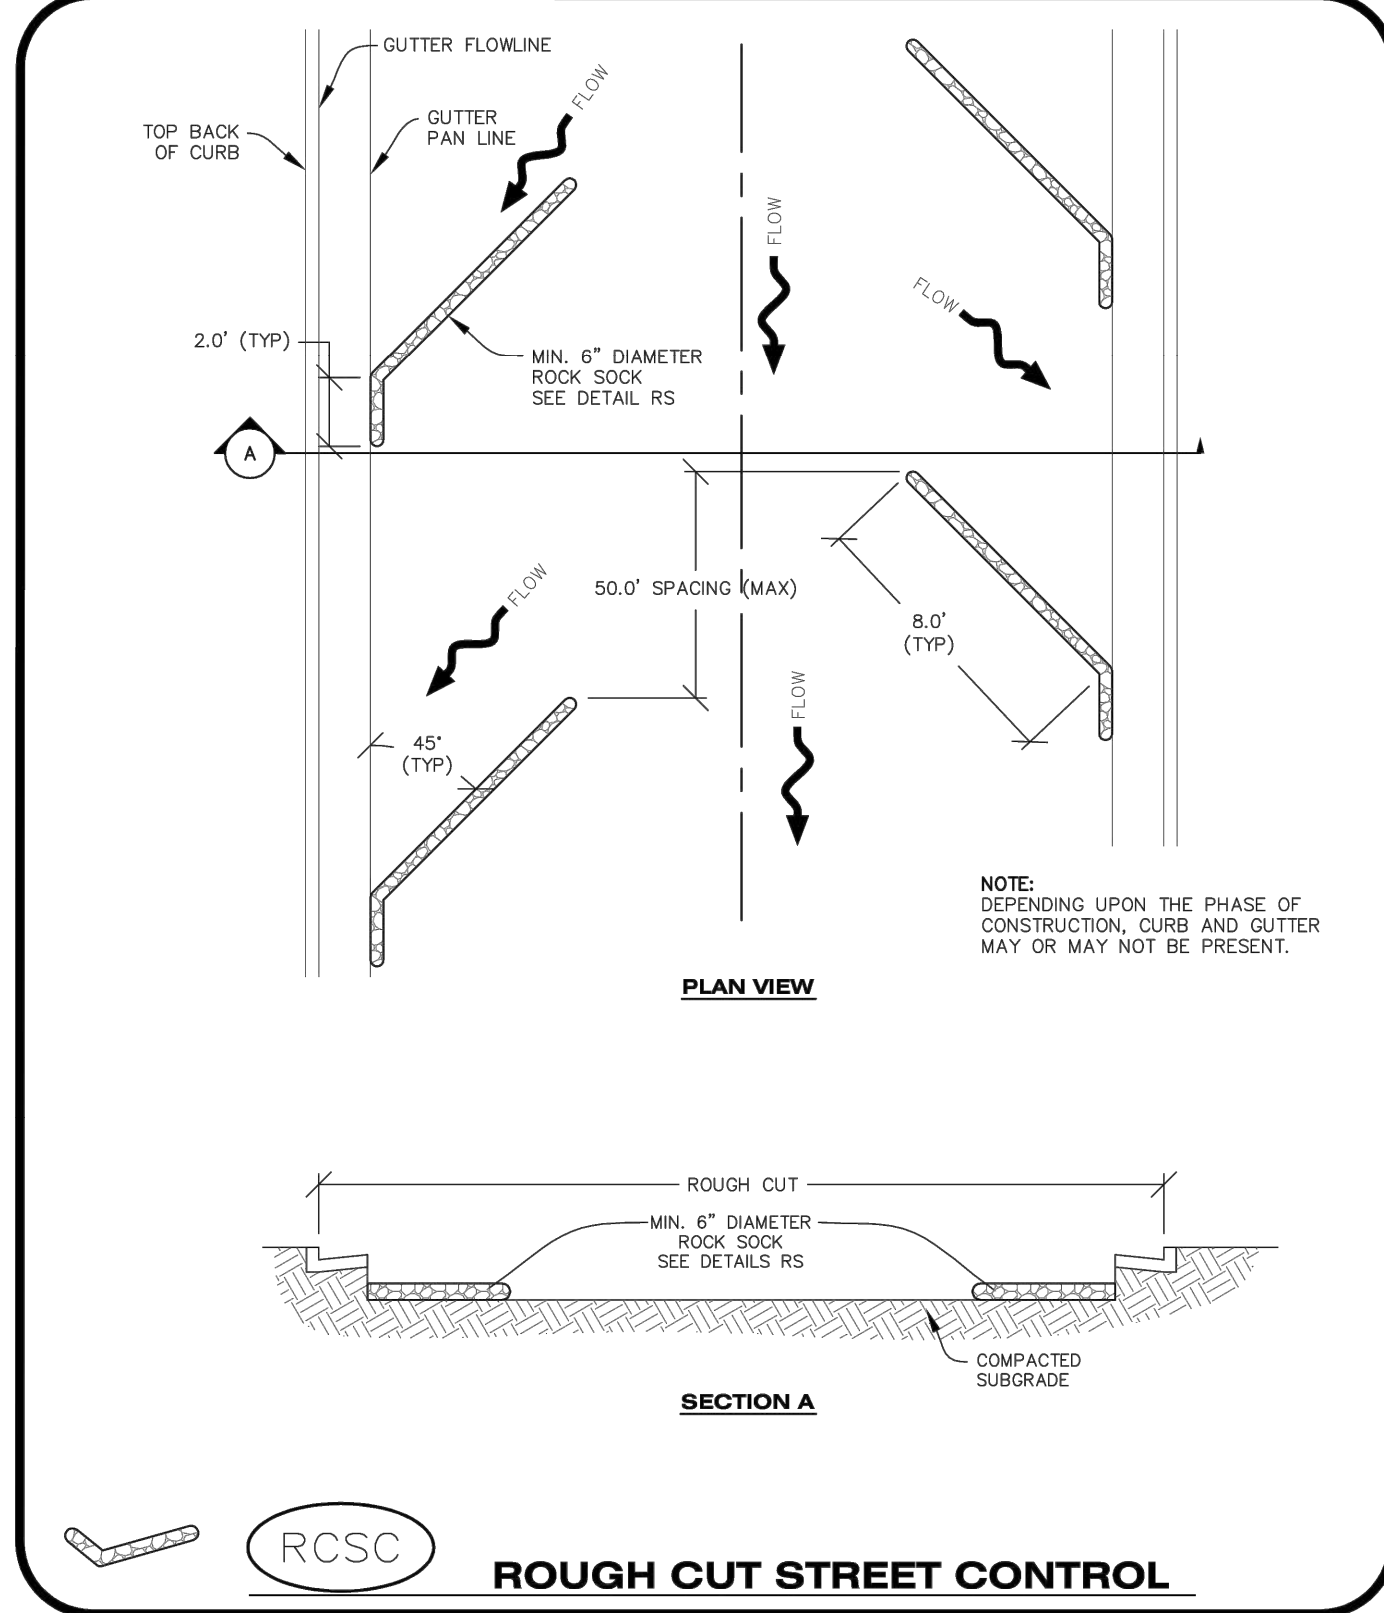 GUTTER FLOWLINE
TOP BACK
OF CURB
GUTTER
PAN LINE
FLOW
FLOW
FLOW
2.0' (TYP)
MIN. 6" DIAMETER
ROCK SOCK
SEE DETAIL RS
A
50.0' SPACING (MAX)
FLOW
8.0'
(TYP)
FLOW
45°
(TYP)
NOTE:
DEPENDING UPON THE PHASE OF
CONSTRUCTION, CURB AND GUTTER
MAY OR MAY NOT BE PRESENT.
PLAN VIEW
ROUGH CUT
MIN. 6" DIAMETER
ROCK SOCK
SEE DETAILS RS
COMPACTED
SUBGRADE
SECTION A
RCSC
ROUGH CUT STREET CONTROL